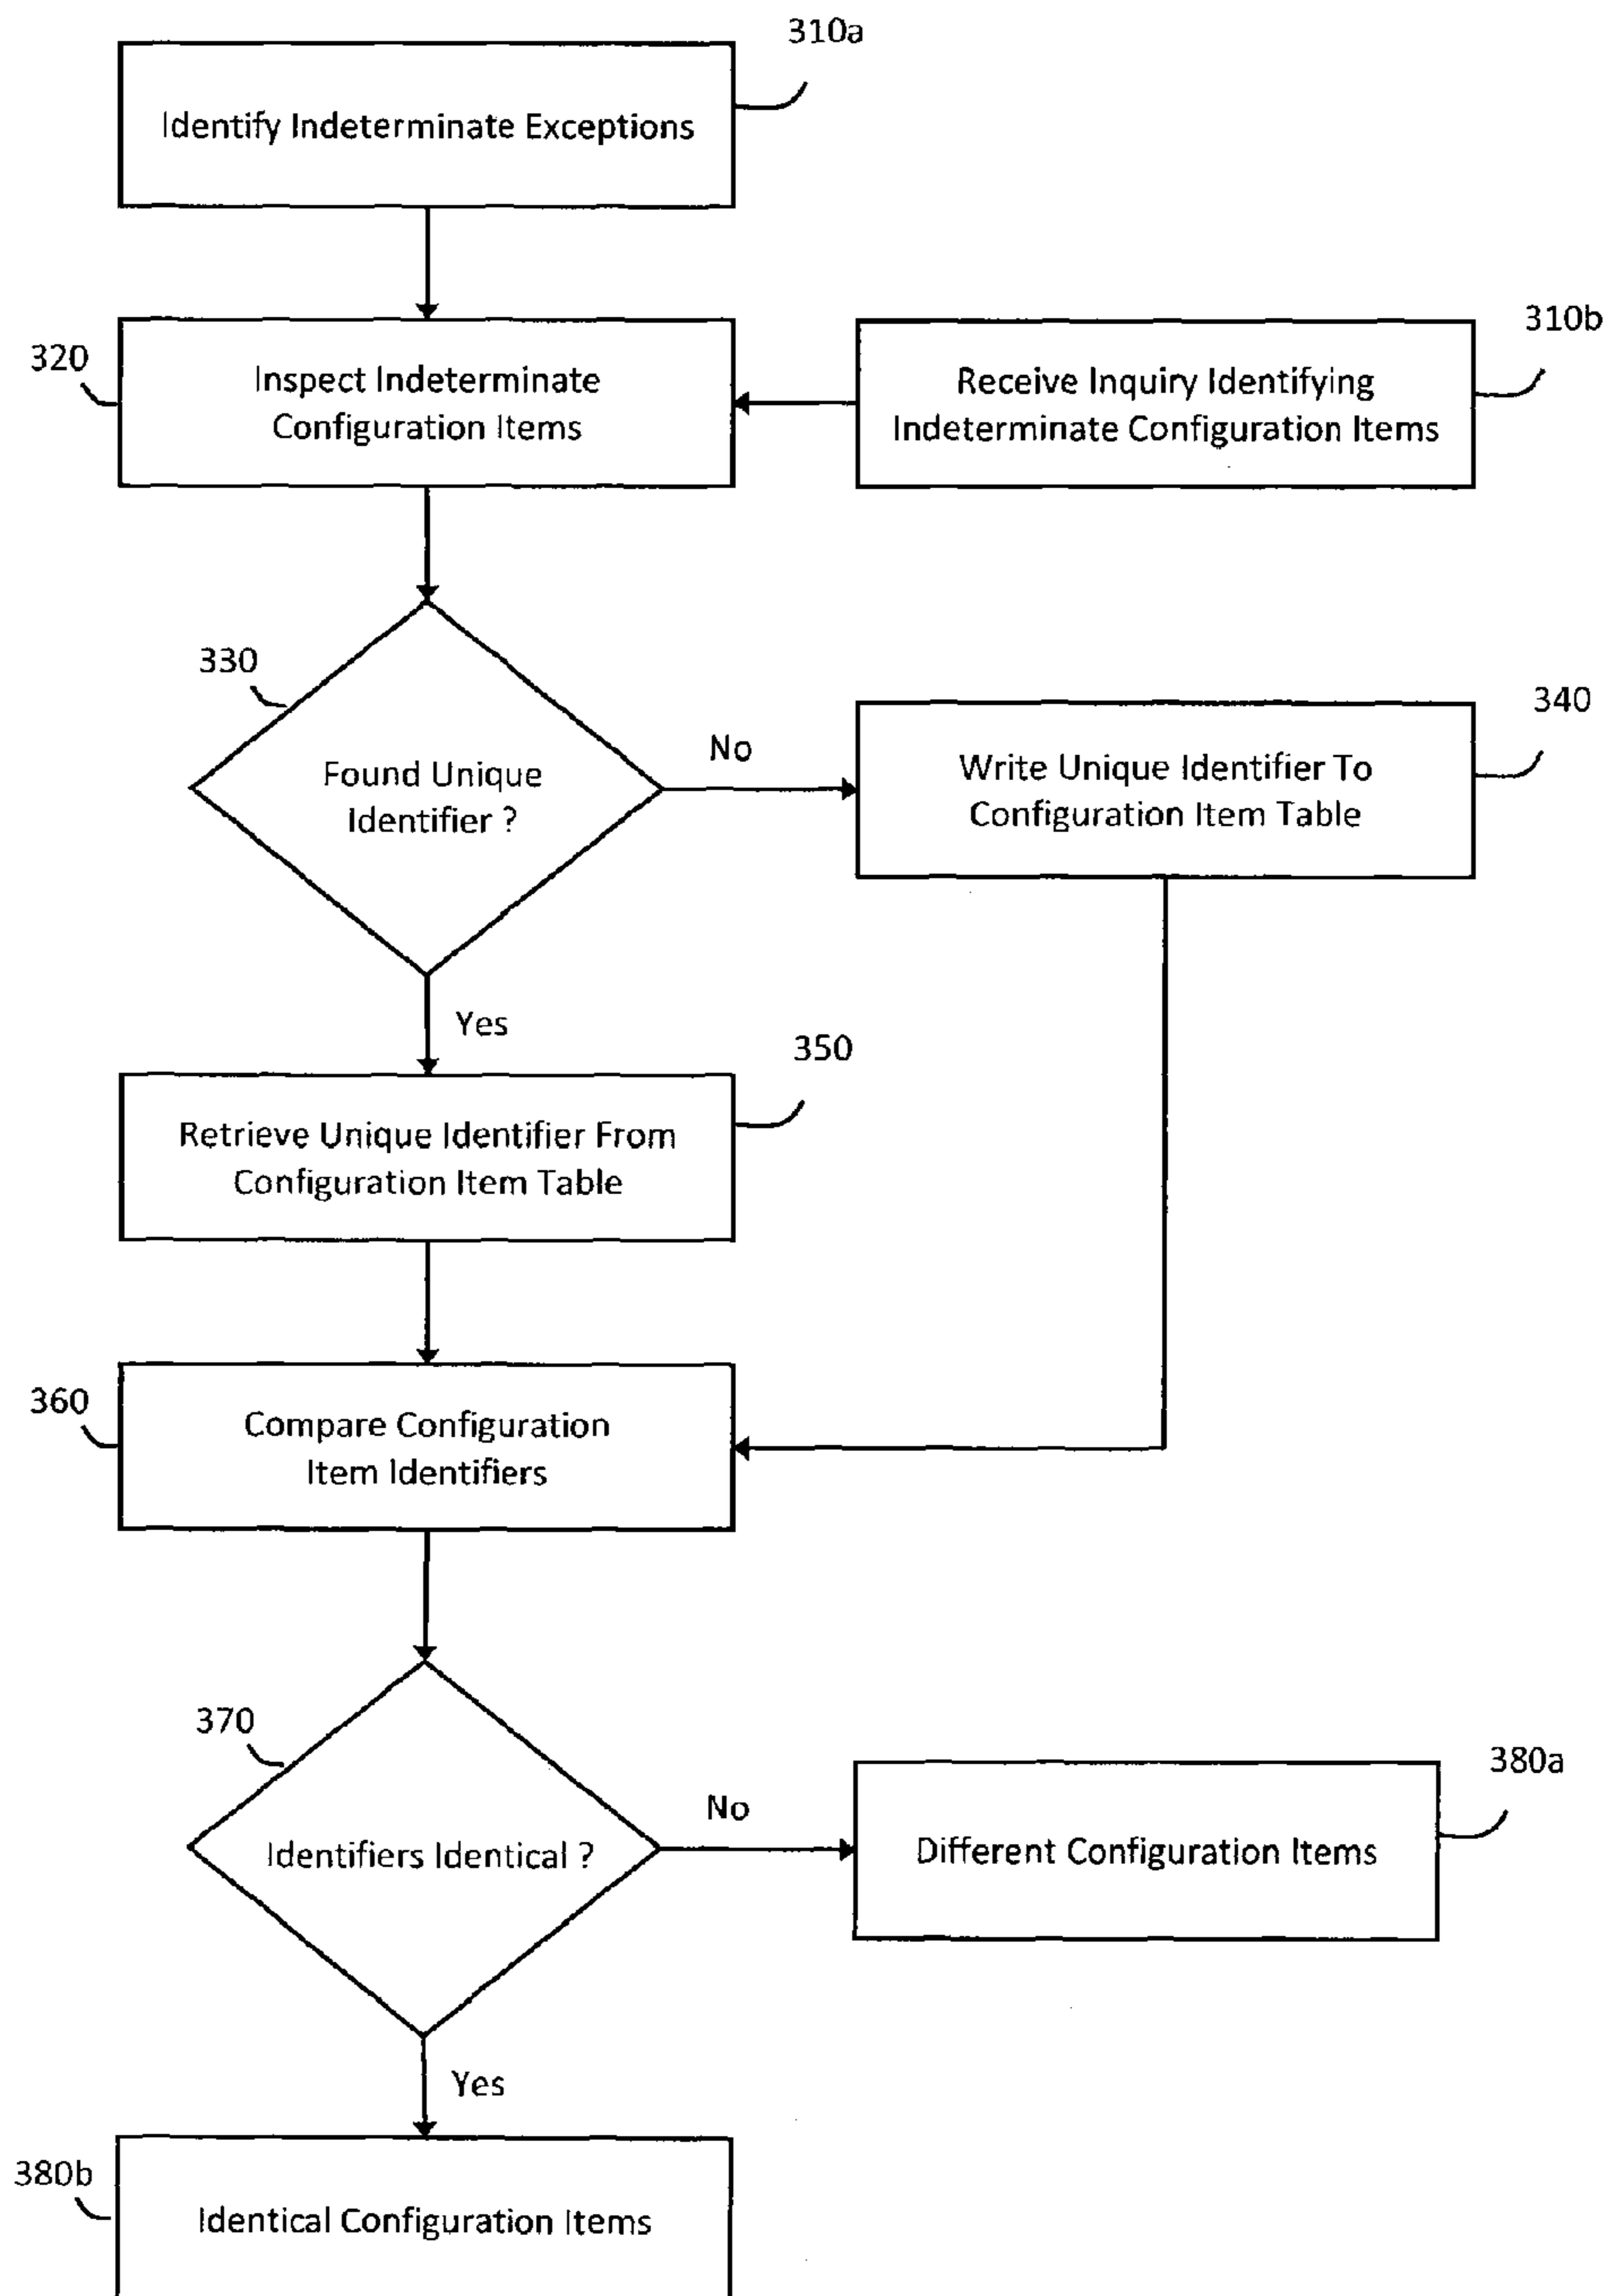 310a
Identify Indeterminate Exceptions
320
Inspect Indeterminate
Configuration Items
310b
Receive Inquiry Identifying
Indeterminate Configuration Items
330
Found Unique
Identifier ?
No
340
Write Unique Identifier To
Configuration Item Table
Yes
350
Retrieve Unique Identifier From
Configuration Item Table
360
Compare Configuration
Item Identifiers
370
Identifiers Identical ?
No
380a
Different Configuration Items
Yes
380b
Identical Configuration Items